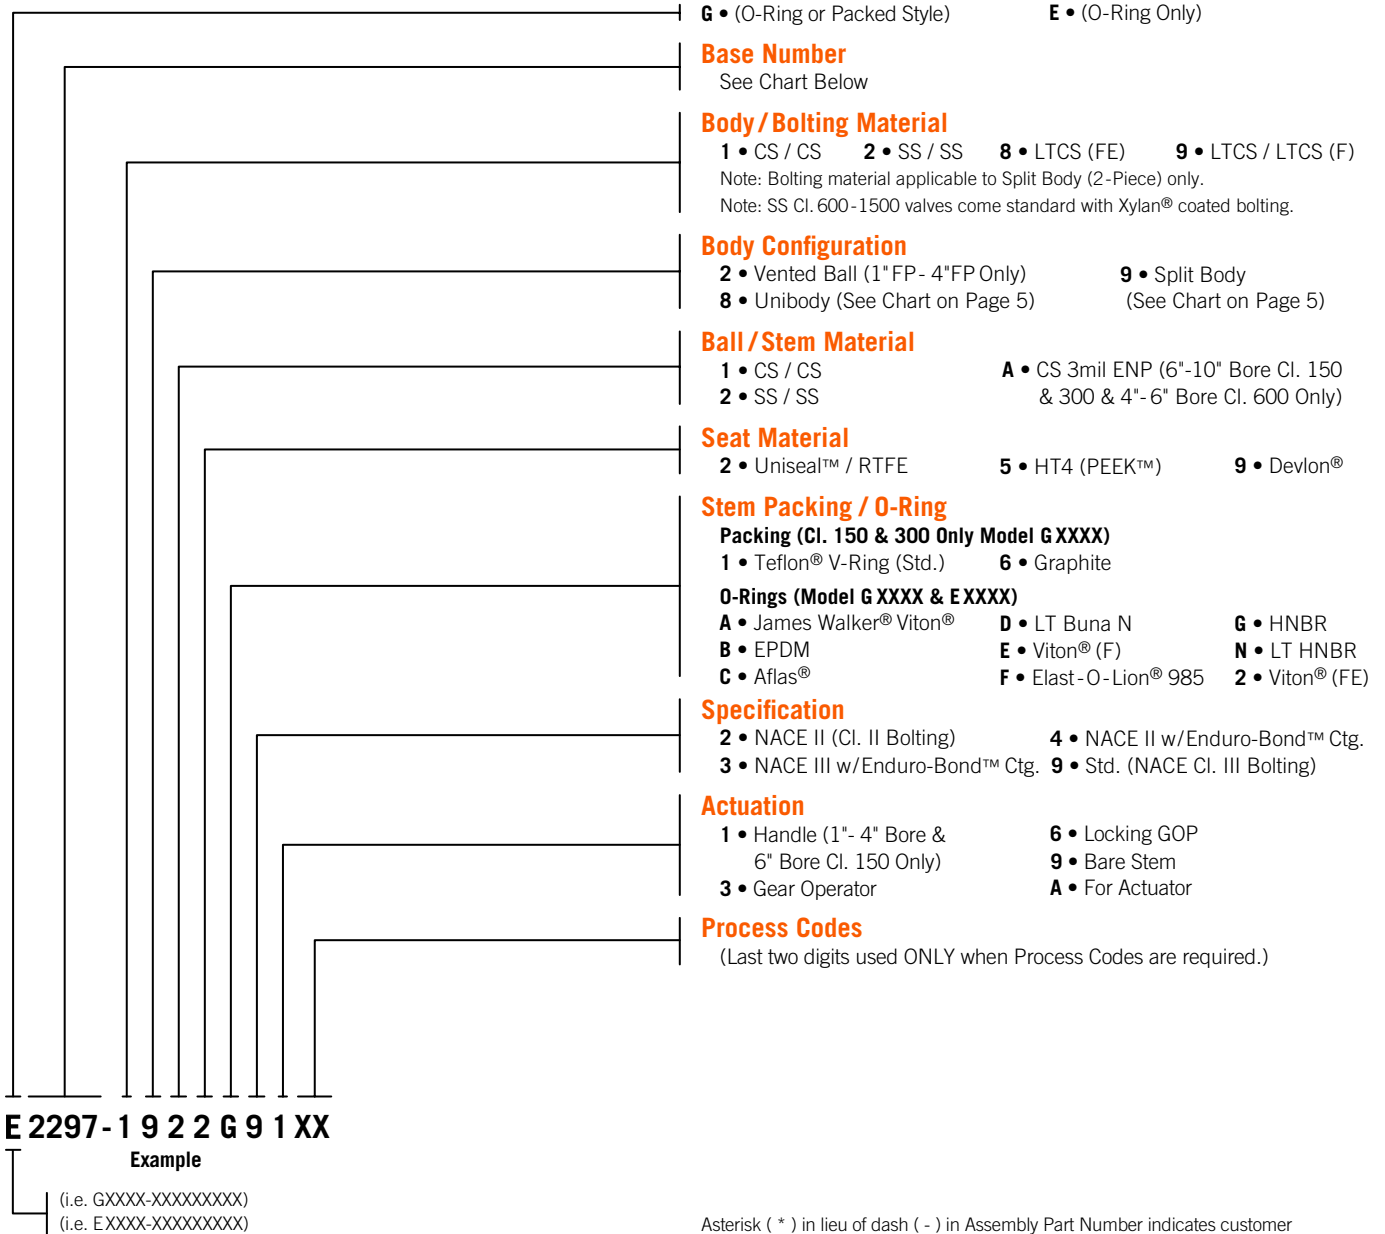 G • (O-Ring or Packed Style) E • (O-Ring Only)
Base Number
See Chart Below
Body / Bolting Material
1 • CS / CS 2 • SS / SS 8 • LTCS (FE) 9 • LTCS / LTCS (F)
Note: Bolting material applicable to Split Body (2-Piece) only.
Note: SS Cl. 600-1500 valves come standard with Xylan® coated bolting.
Body Configuration
2 • Vented Ball (1"FP- 4"FP Only) 9 • Split Body
8 • Unibody (See Chart on Page 5) (See Chart on Page 5)
Ball / Stem Material
1 • CS / CS A • CS 3mil ENP (6"-10" Bore Cl. 150
2 • SS / SS & 300 & 4"- 6" Bore Cl. 600 Only)
Seat Material
2 • Uniseal™ / RTFE 5 • HT4 (PEEK™) 9 • Devlon®
Stem Packing / O-Ring
Packing (Cl. 150 & 300 Only Model G XXXX)
1 • Teflon® V-Ring (Std.) 6 • Graphite
O-Rings (Model G XXXX & E XXXX)
A • James Walker® Viton® D • LT Buna N G • HNBR
B • EPDM E • Viton® (F) N • LT HNBR
C • Aflas® F • Elast-O-Lion® 985 2 • Viton® (FE)
Specification
2 • NACE II (Cl. II Bolting) 4 • NACE II w/Enduro-Bond™ Ctg.
3 • NACE III w/Enduro-Bond™ Ctg. 9 • Std. (NACE Cl. III Bolting)
Actuation
1 • Handle (1"- 4" Bore & 6 • Locking GOP
6" Bore Cl. 150 Only) 9 • Bare Stem
3 • Gear Operator A • For Actuator
Process Codes
(Last two digits used ONLY when Process Codes are required.)
E 2297-1 9 2 2 G 9 1 XX
Example
(i.e. GXXXX-XXXXXXXXX)
(i.e. EXXXX-XXXXXXXXX)
Asterisk ( * ) in lieu of dash ( - ) in Assembly Part Number indicates customer